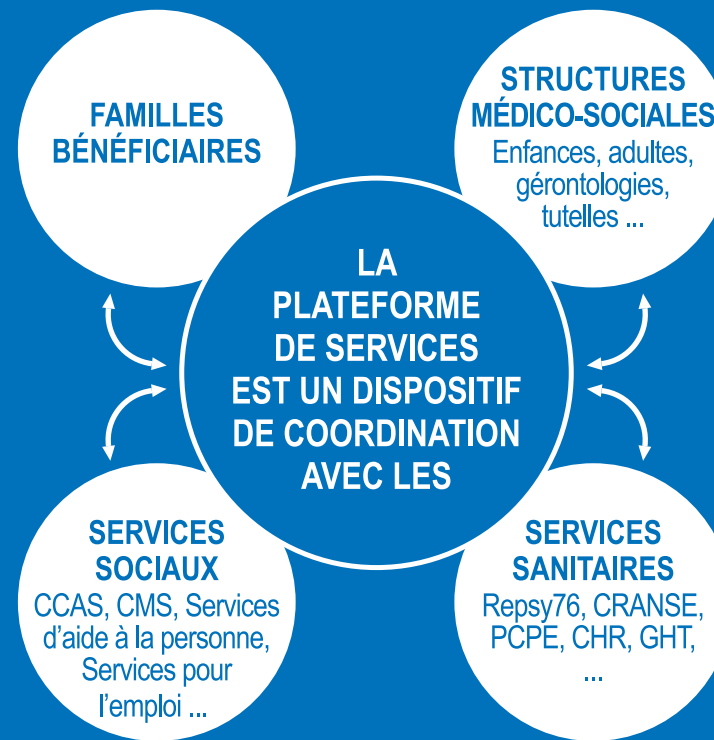 FAMILLES
BÉNÉFICIAIRES
STRUCTURES
MÉDICO-SOCIALES
Enfances, adultes,
gérontologies,
tutelles ...
LA
PLATEFORME
DE SERVICES
EST UN DISPOSITIF
DE COORDINATION
AVEC LES
SERVICES
SOCIAUX
CCAS, CMS, Services
d’aide à la personne,
Services pour
l’emploi ...
SERVICES
SANITAIRES
Repsy76, CRANSE,
PCPE, CHR, GHT,
...